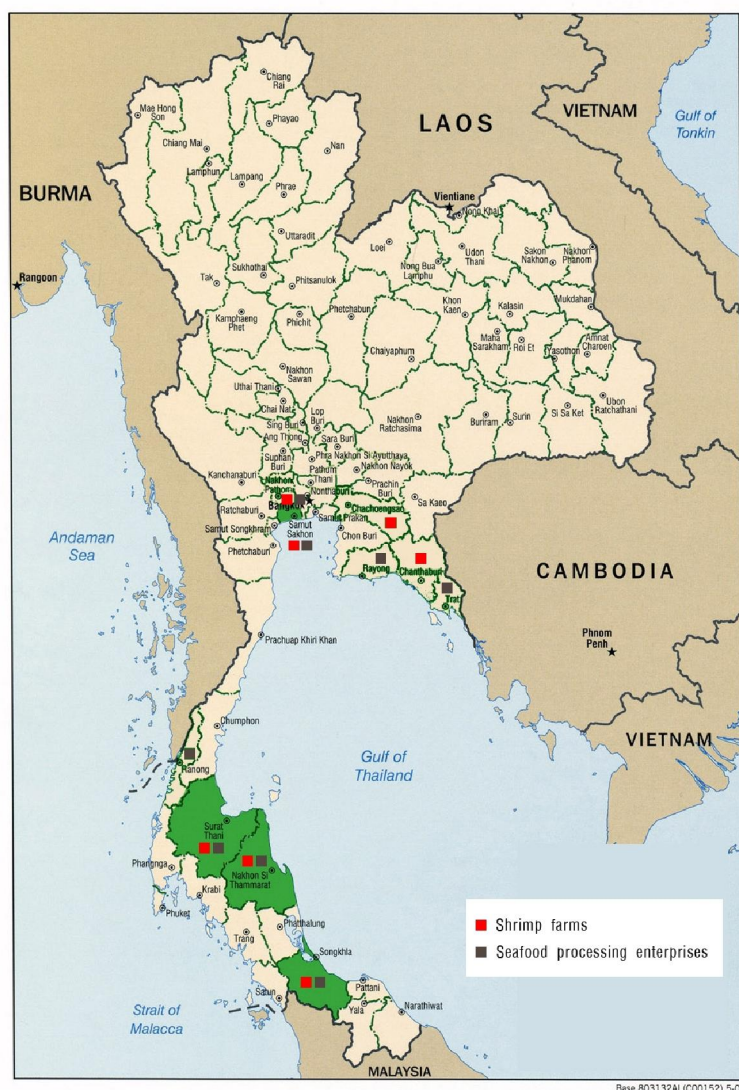 Chiang
Rai
Mae Hong
Son
Phayao
VIETNAM
Gulf of
Tonkin
LAOS
Chiang Mai
Nan
Lamphun
Lampang
Phrae
BURMA
Vientiane
Nong Khai
Uttaradit
Loei
Udon
Thani
Sakon
Nakhon
Nakhon
Phanom
Nong Bua
Lamphu
Sukhothai
Tak
Phitsanulok
Rangoon
Khon
Kaen
Kalasin
Mukdahan
Phetchabun
Kamphaeng
Phet
Phichit
Maha
Sarakham
Roi Et
Amnat
Charoen
Yasothon
Chaiyaphum
Nakhon
Sawan
Uthai Thani
Chai Nat
Lop
Buri
Sing Buri
Nakhon
Ratchasima
Buriram
Surin
Si Sa Ket
Ubon
Ratchathani
Ang Thong
Sara Buri
Suphan
Buri
Phra Nakhon Si Ayutthaya
Pathum
Thani
Nakhon Nayok
Kanchanaburi
Nakhon
Pathom
Nonthaburi
Prachin
Buri
Sa Kaeo
Bangkok
Chachoengsao
Ratchaburi
Samut Prakan
Samut Songkhram
Samut
Sakhon
Chon Buri
Phetchaburi
Andaman
Sea
Rayong
Chanthaburi
CAMBODIA
Trat
Prachuap Khiri Khan
Phnom
Penh
Chumphon
VIETNAM
Gulf of
Thailand
Ranong
Surat
Thani
Phangnga
Nakhon Si
Thammarat
Krabi
Phuket
Phatthalung
Trang
Songkhla
Shrimp farms
Seafood processing enterprises
Satun
Pattani
Yala
Narathiwat
Strait of
Malacca
MALAYSIA
Base 803132AI (C00152) 5-0